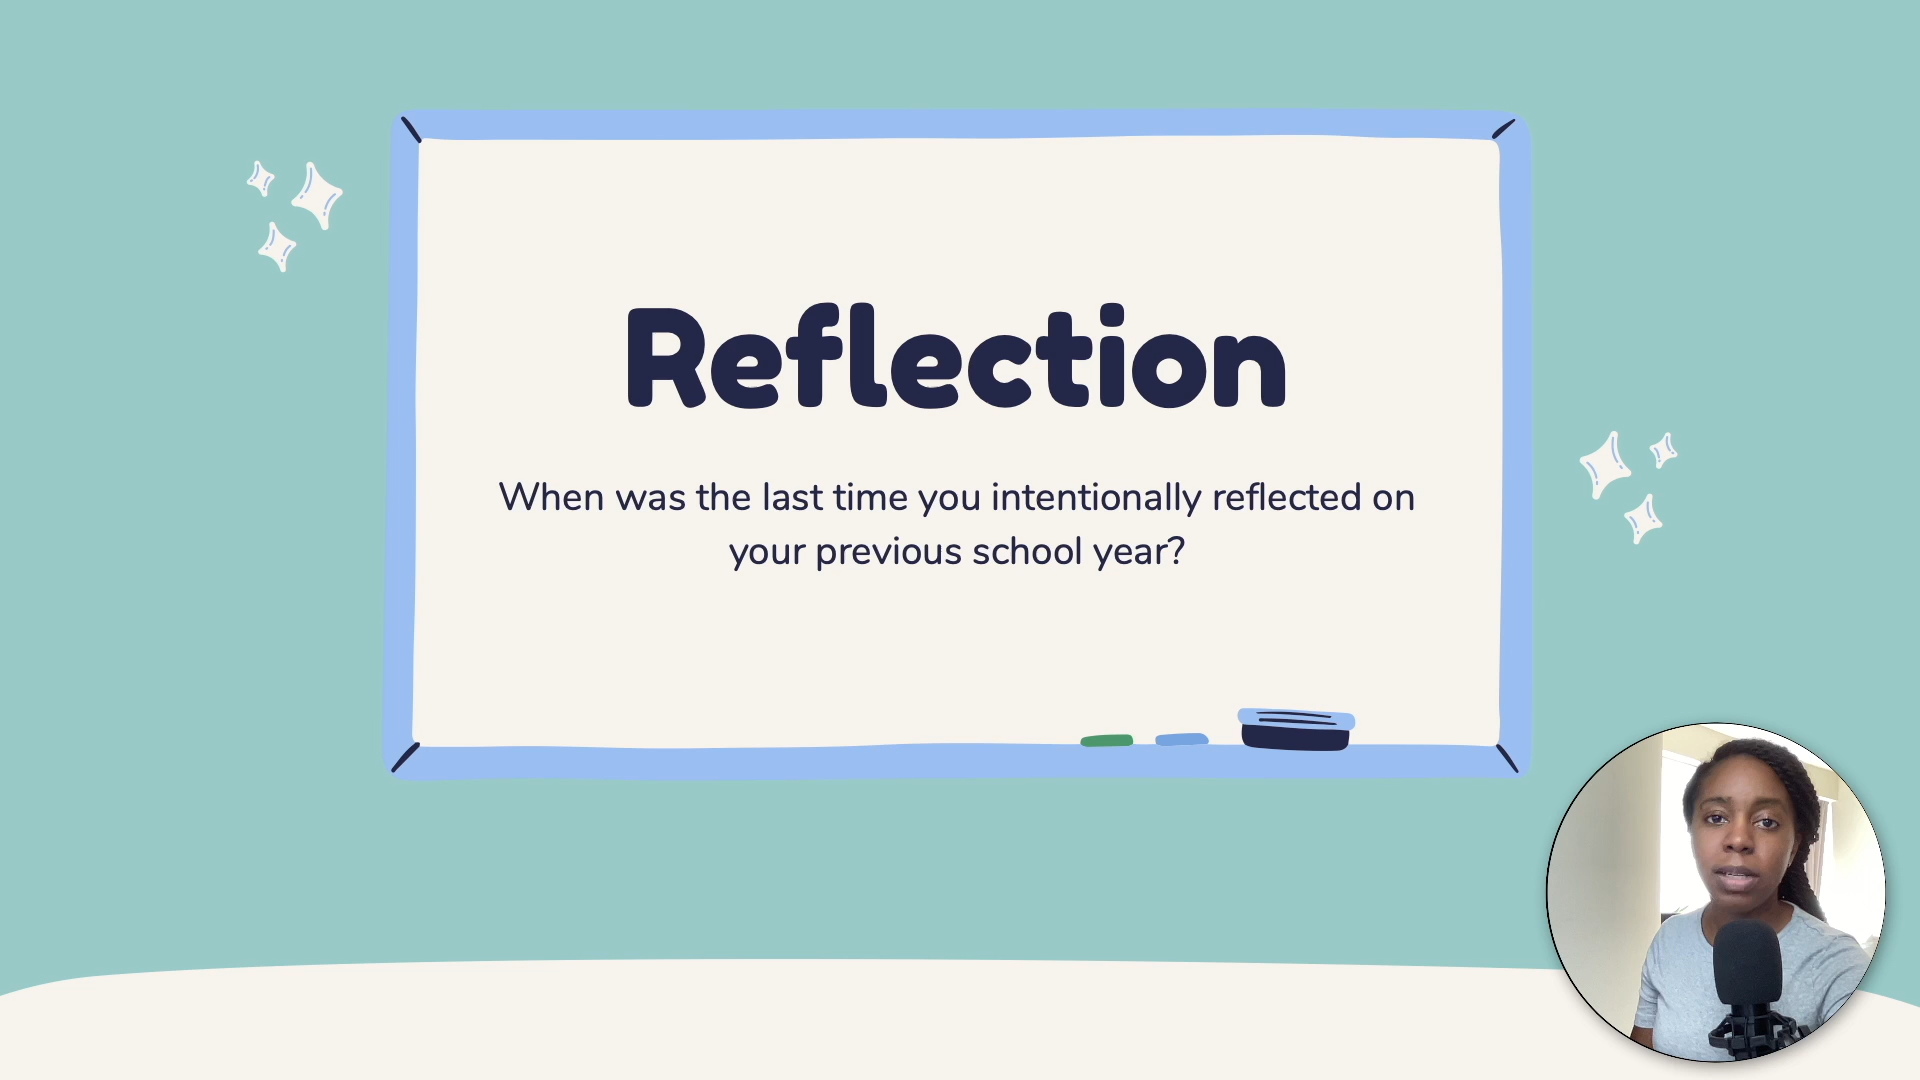 Reflection
When was the last time you intentionally reflected on
your previous school year?